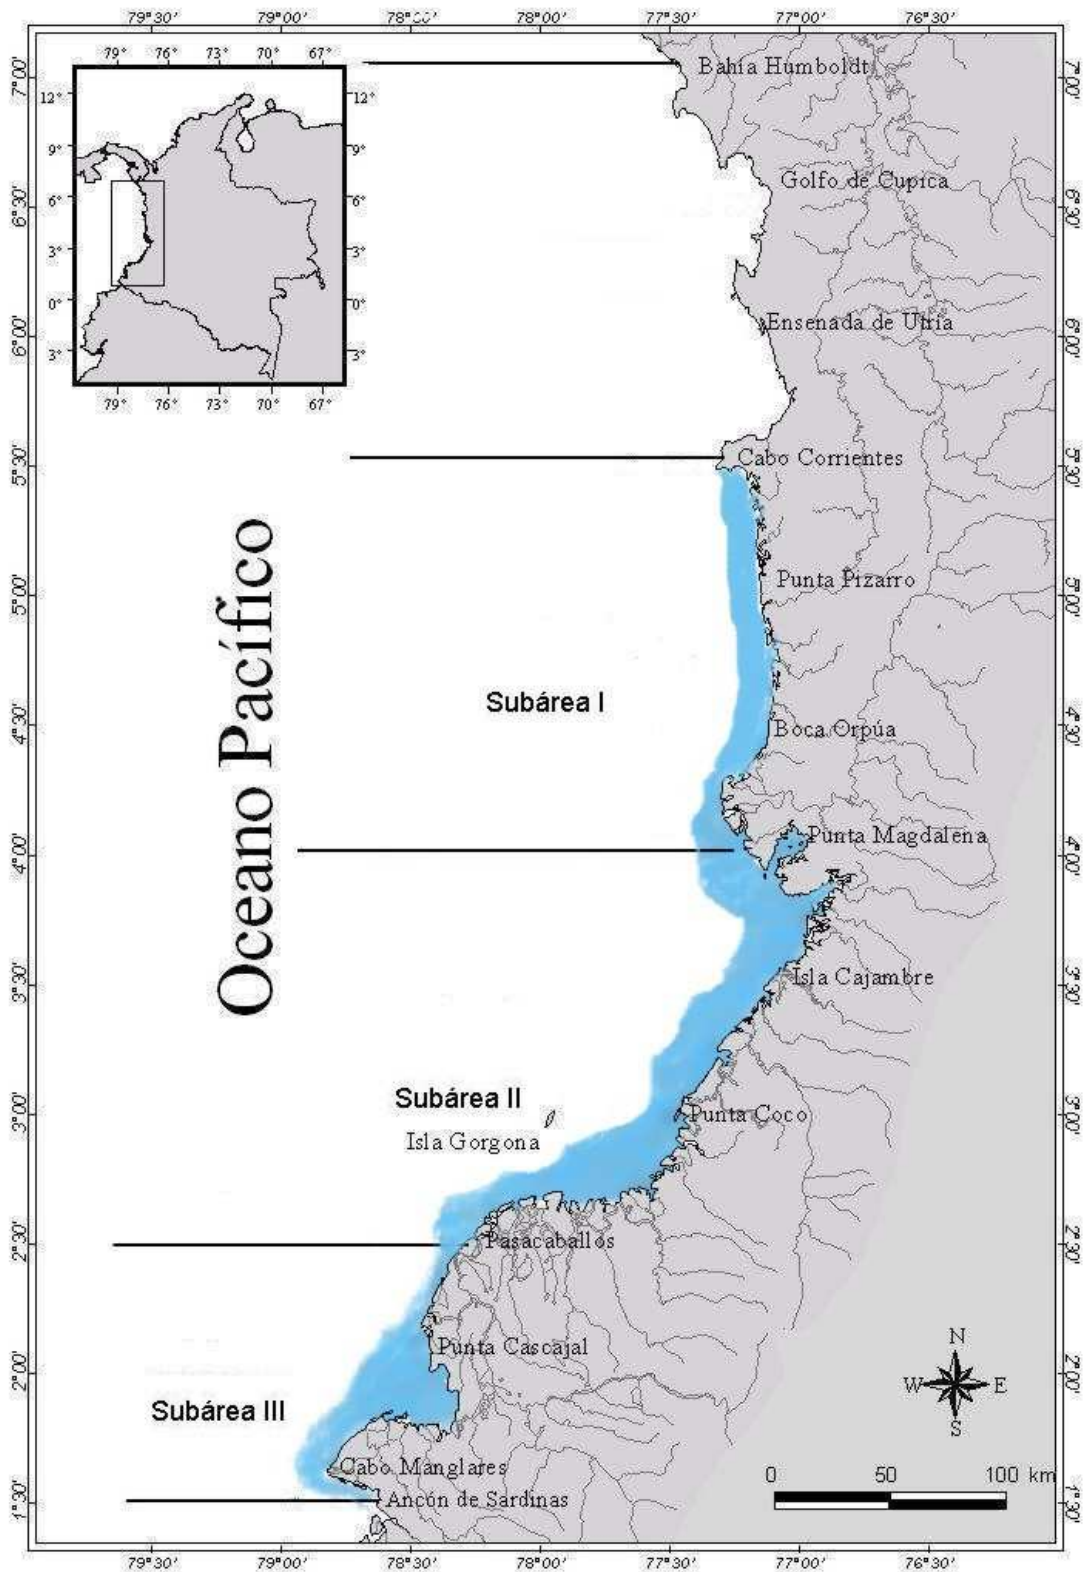 79°30' 79°00' 78°30' 78°00' 77°30' 77°00' 76°30'
79° 76° 73° 70° 67°
12° 12°
9° 9°
6° 6°
3° 3°
0° 0°
3° 3°
79° 76° 73° 70° 67°
7°00' 7°00'
Bahía Humboldt
Golfo de Cupica
6°30' 6°30'
Ensenada de Utría
6°00' 6°00'
Cabo Corrientes
5°30' 5°30'
Oceano Pacífico
Punta Pizarro
5°00' 5°00'
Subárea I
Boca Orpúa
4°30' 4°30'
Punta Magdalena
4°00' 4°00'
Isla Cajambre
3°30' 3°30'
Subárea II
Punta Coco
3°00' 3°00'
Isla Gorgona
Pasacaballos
2°30' 2°30'
Punta Cascajal
2°00' 2°00'
N
W E
S
Subárea III
Cabo Manglares
0 50 100 km
Ancón de Sardinas
1°30' 1°30'
79°30' 79°00' 78°30' 78°00' 77°30' 77°00' 76°30'